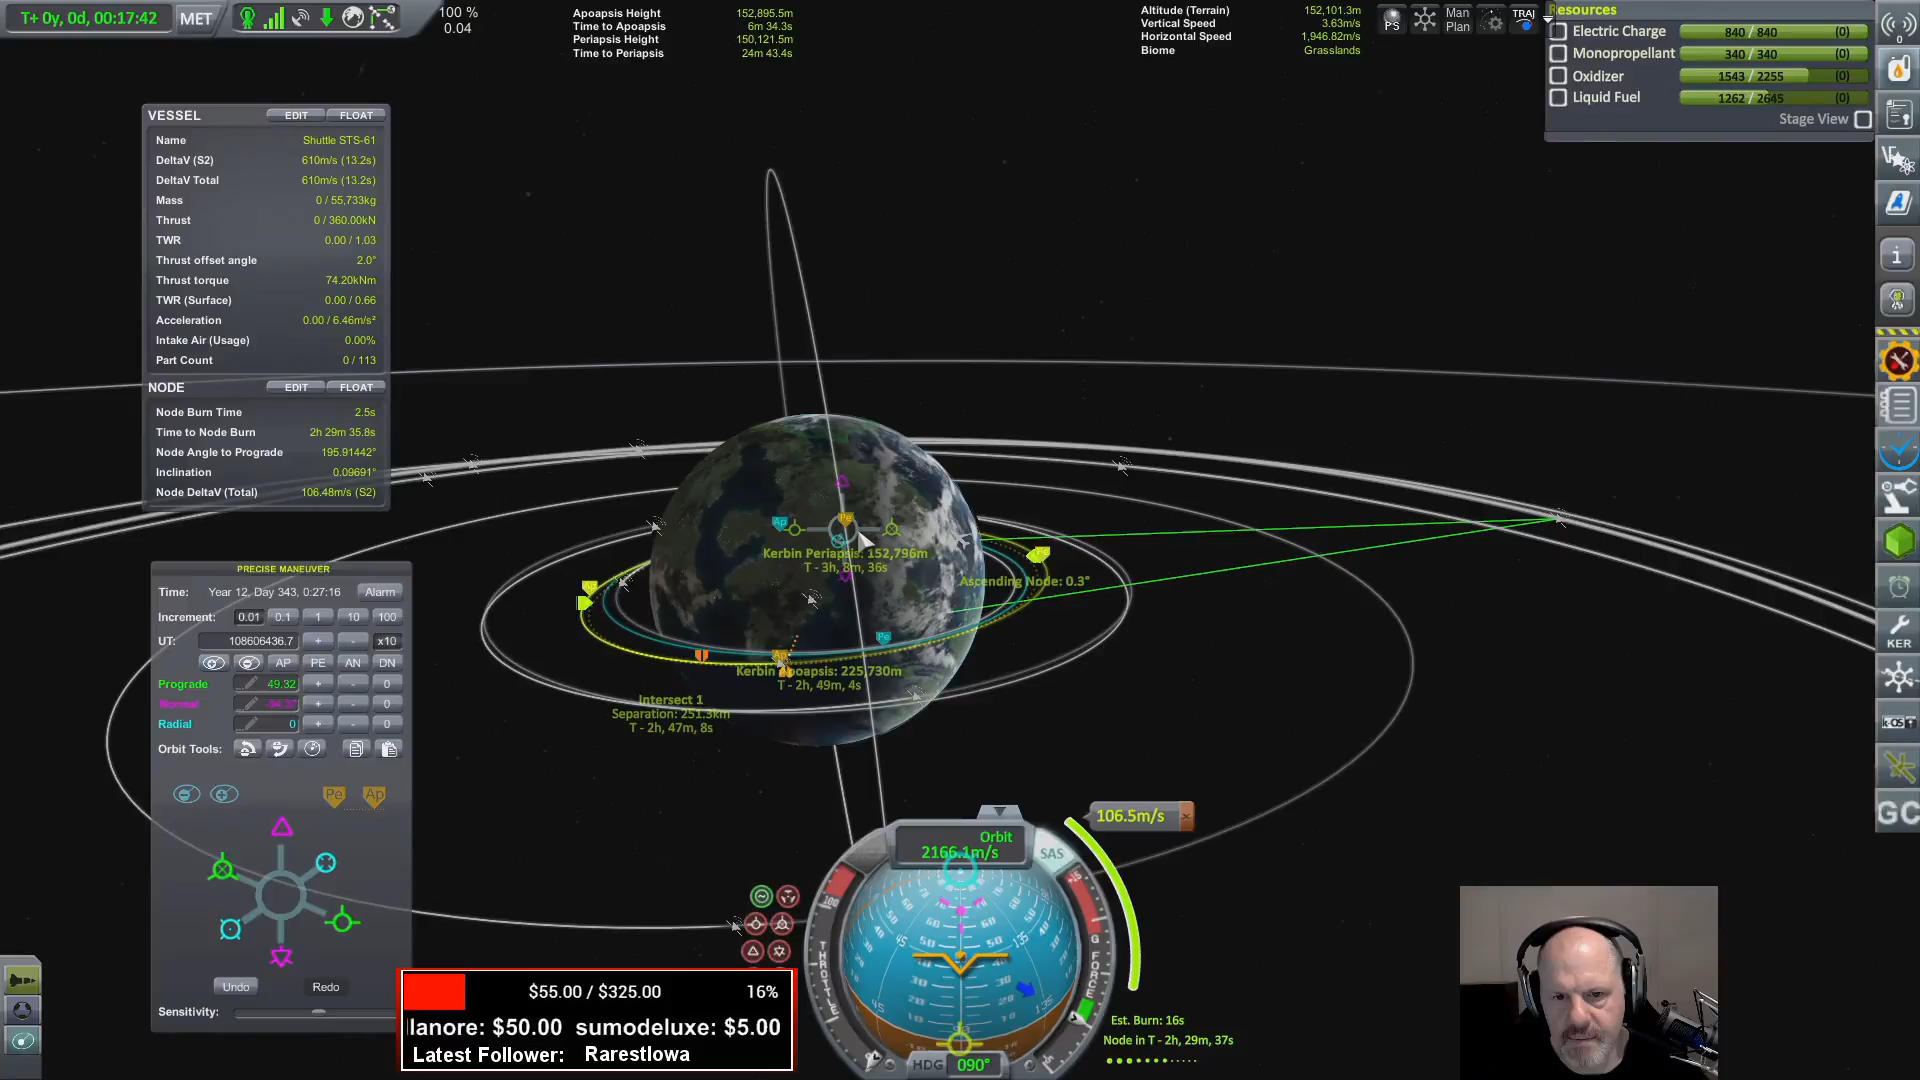 T+ 0y, 0d, 00:17:42
MET
100 %
0.04
Apoapsis Height 152,895.5m
Time to Apoapsis 6m 34.3s
Periapsis Height 150,121.5m
Time to Periapsis 24m 43.4s
Altitude (Terrain) 152,101.3m
Vertical Speed 3.63m/s
Horizontal Speed 1,946.82m/s
Biome Grasslands
PS
Man Plan
TRAJ
esources
Electric Charge 840 / 840 (0)
Monopropellant 340 / 340 (0)
Oxidizer 1543 / 2255 (0)
Liquid Fuel 1262 / 2645 (0)
Stage View
VESSEL EDIT FLOAT
Name Shuttle STS-61
DeltaV (S2) 610m/s (13.2s)
DeltaV Total 610m/s (13.2s)
Mass 0 / 55,733kg
Thrust 0 / 360.00kN
TWR 0.00 / 1.03
Thrust offset angle 2.0°
Thrust torque 74.20kNm
TWR (Surface) 0.00 / 0.66
Acceleration 0.00 / 6.46m/s²
Intake Air (Usage) 0.00%
Part Count 0 / 113
NODE EDIT FLOAT
Node Burn Time 2.5s
Time to Node Burn 2h 29m 35.8s
Node Angle to Prograde 195.91442°
Inclination 0.09691°
Node DeltaV (Total) 106.48m/s (S2)
Ap
Pe
Kerbin Periapsis: 152,796m
T - 3h, 8m, 36s
Ascending Node: 0.3°
Pe
Ap
Kerbin Apoapsis: 225,730m
T - 2h, 49m, 4s
Intersect 1
Separation: 251.3km
T - 2h, 47m, 8s
PRECISE MANEUVER
Time: Year 12, Day 343, 0:27:16 Alarm
Increment: 0.01 0.1 1 10 100
UT: 108606436.7 + - x10
AP PE AN DN
Prograde 49.32 + - 0
Normal + - 0
Radial 0 + - 0
Orbit Tools:
Pe Ap
Undo Redo
Sensitivity:
106.5m/s
Orbit
2166.1m/s
SAS
THROTTLE
G FORCE
HDG 090°
Est. Burn: 16s
Node in T - 2h, 29m, 37s
$55.00 / $325.00 16%
lanore: $50.00 sumodeluxe: $5.00
Latest Follower: RarestIowa
0
KER
k-OS
GC